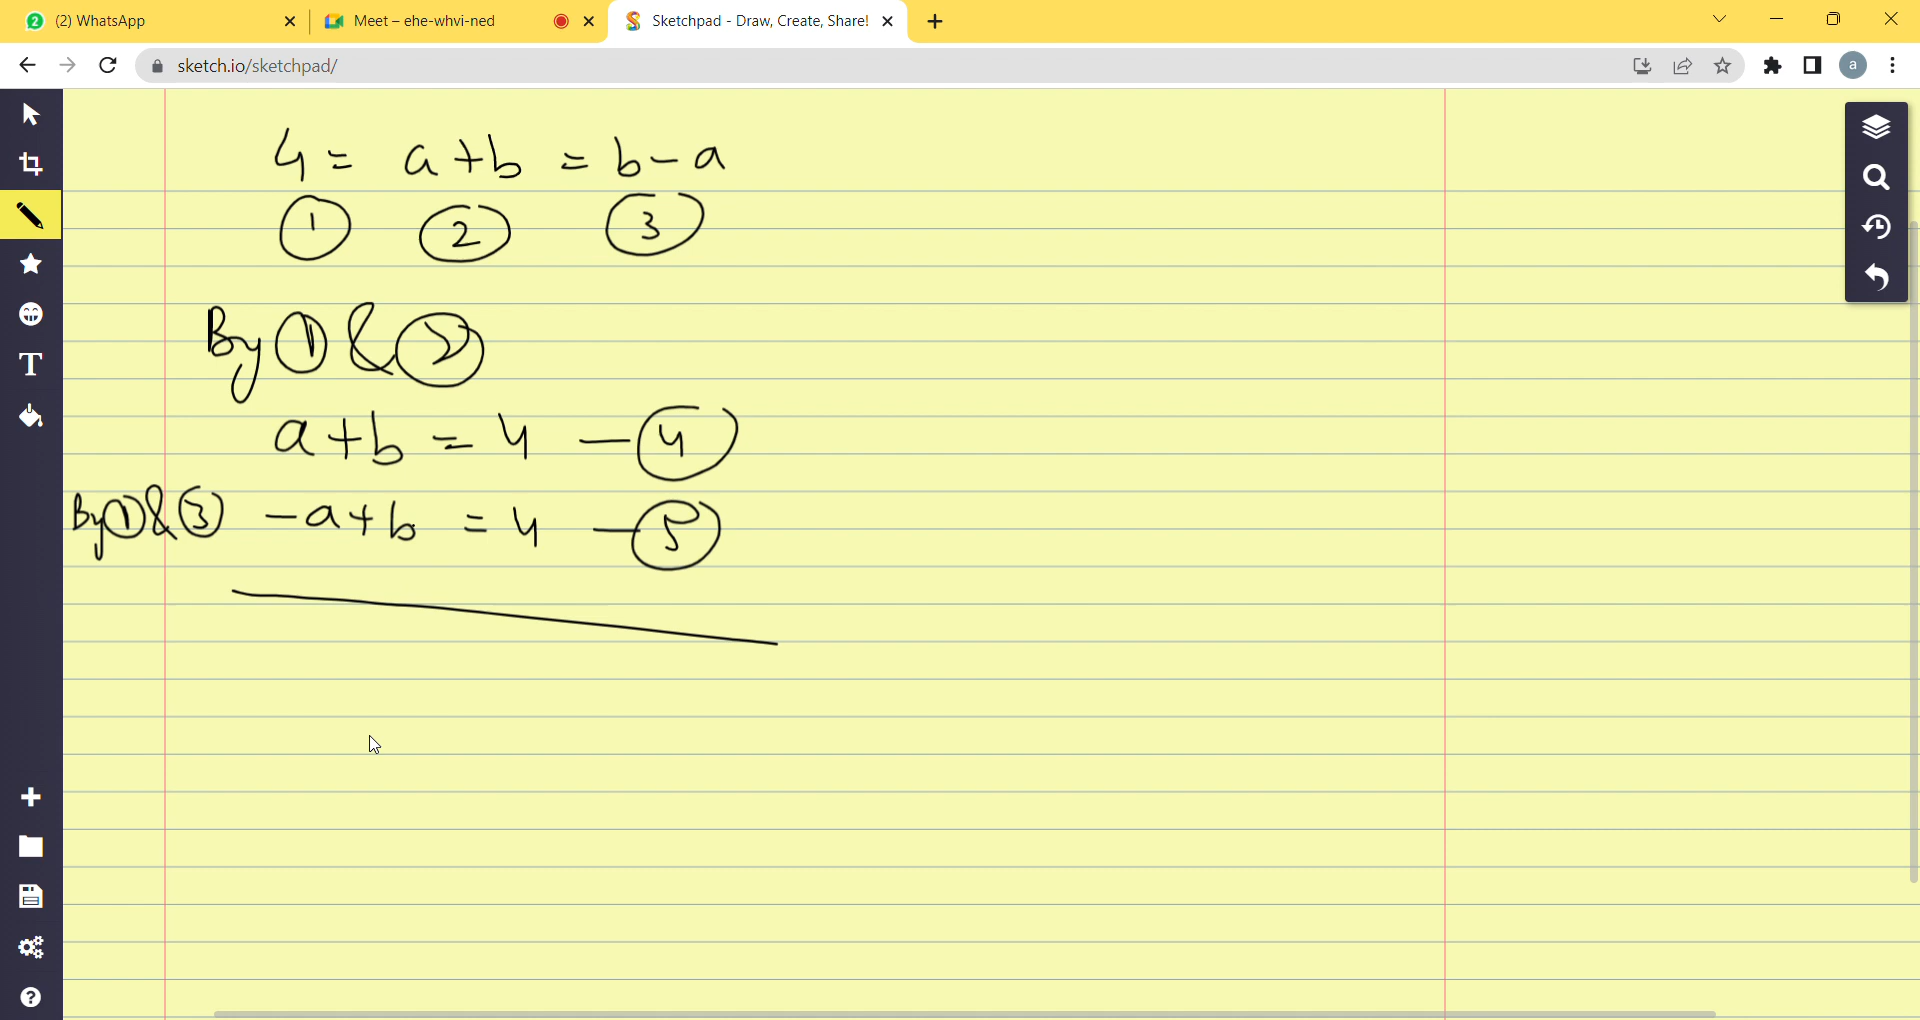 (2) WhatsApp
Meet – ehe-whvi-ned
Sketchpad - Draw, Create, Share!
sketch.io/sketchpad/
a
4 = a + b = b - a
1 2 3
By 1 & 2
a + b = 4 - 4
By 1 & 3 - a + b = 4 - 5
T